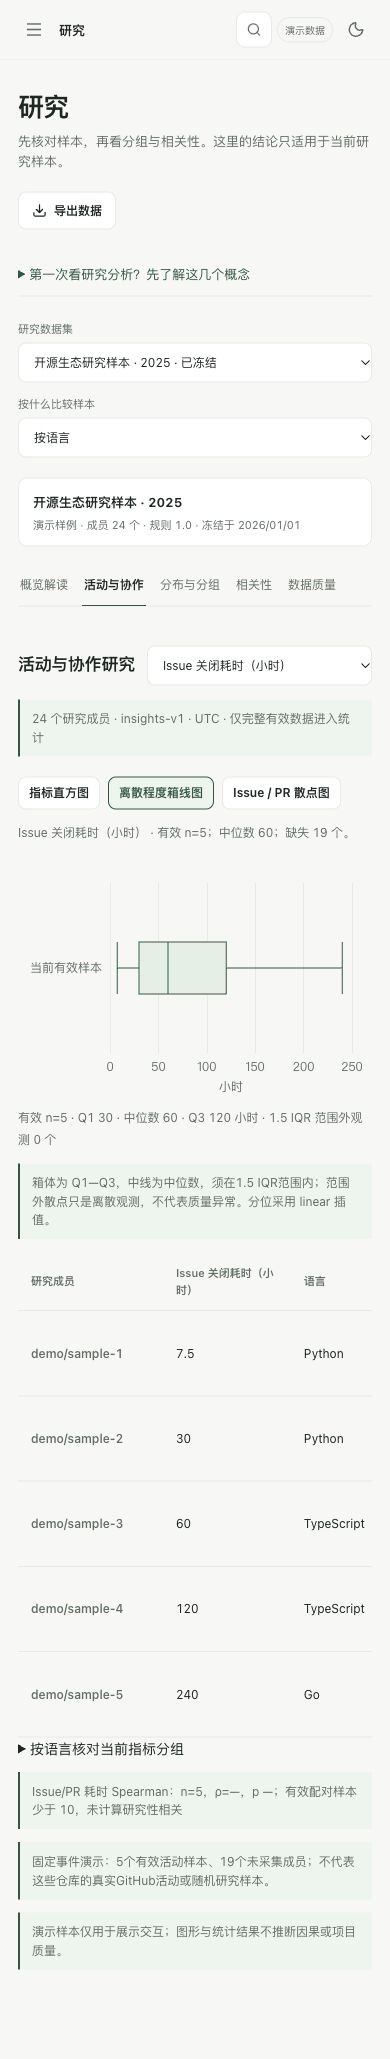 研究
演示数据
研究
先核对样本，再看分组与相关性。这里的结论只适用于当前研
究样本。
导出数据
第一次看研究分析？先了解这几个概念
研究数据集
开源生态研究样本 · 2025 · 已冻结
按什么比较样本
按语言
开源生态研究样本 · 2025
演示样例 · 成员 24 个 · 规则 1.0 · 冻结于 2026/01/01
概览解读 活动与协作 分布与分组 相关性 数据质量
活动与协作研究
Issue 关闭耗时（小时）
24 个研究成员 · insights-v1 · UTC · 仅完整有效数据进入统
计
指标直方图 离散程度箱线图 Issue / PR 散点图
Issue 关闭耗时（小时） · 有效 n=5；中位数 60；缺失 19 个。
当前有效样本
0 50 100 150 200 250
小时
有效 n=5 · Q1 30 · 中位数 60 · Q3 120 小时 · 1.5 IQR 范围外观
测 0 个
箱体为 Q1—Q3，中线为中位数，须在1.5 IQR范围内；范围
外散点只是离散观测，不代表质量异常。分位采用 linear 插
值。
研究成员 Issue 关闭耗时（小 语言
时）
demo/sample-1 7.5 Python
demo/sample-2 30 Python
demo/sample-3 60 TypeScript
demo/sample-4 120 TypeScript
demo/sample-5 240 Go
按语言核对当前指标分组
Issue/PR 耗时 Spearman：n=5，ρ=—，p —；有效配对样本
少于 10，未计算研究性相关
固定事件演示：5个有效活动样本、19个未采集成员；不代表
这些仓库的真实GitHub活动或随机研究样本。
演示样本仅用于展示交互；图形与统计结果不推断因果或项目
质量。